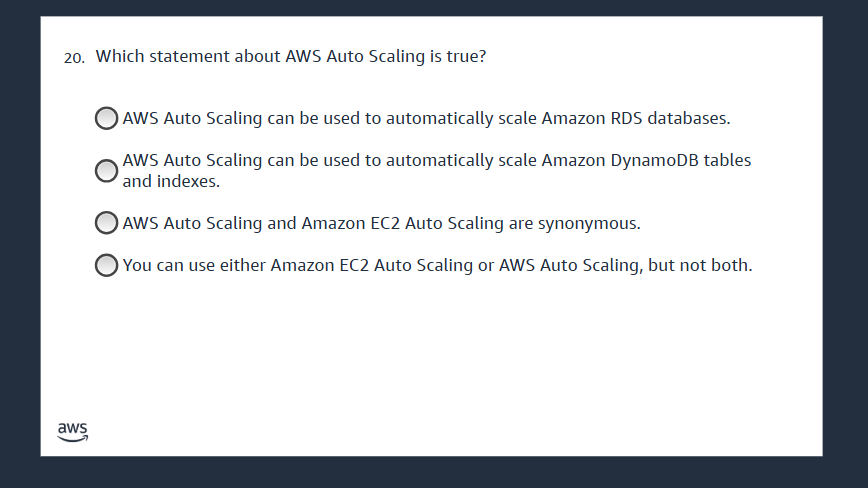 20. Which statement about AWS Auto Scaling is true?
AWS Auto Scaling can be used to automatically scale Amazon RDS databases.
AWS Auto Scaling can be used to automatically scale Amazon DynamoDB tables
and indexes.
AWS Auto Scaling and Amazon EC2 Auto Scaling are synonymous.
You can use either Amazon EC2 Auto Scaling or AWS Auto Scaling, but not both.
aws